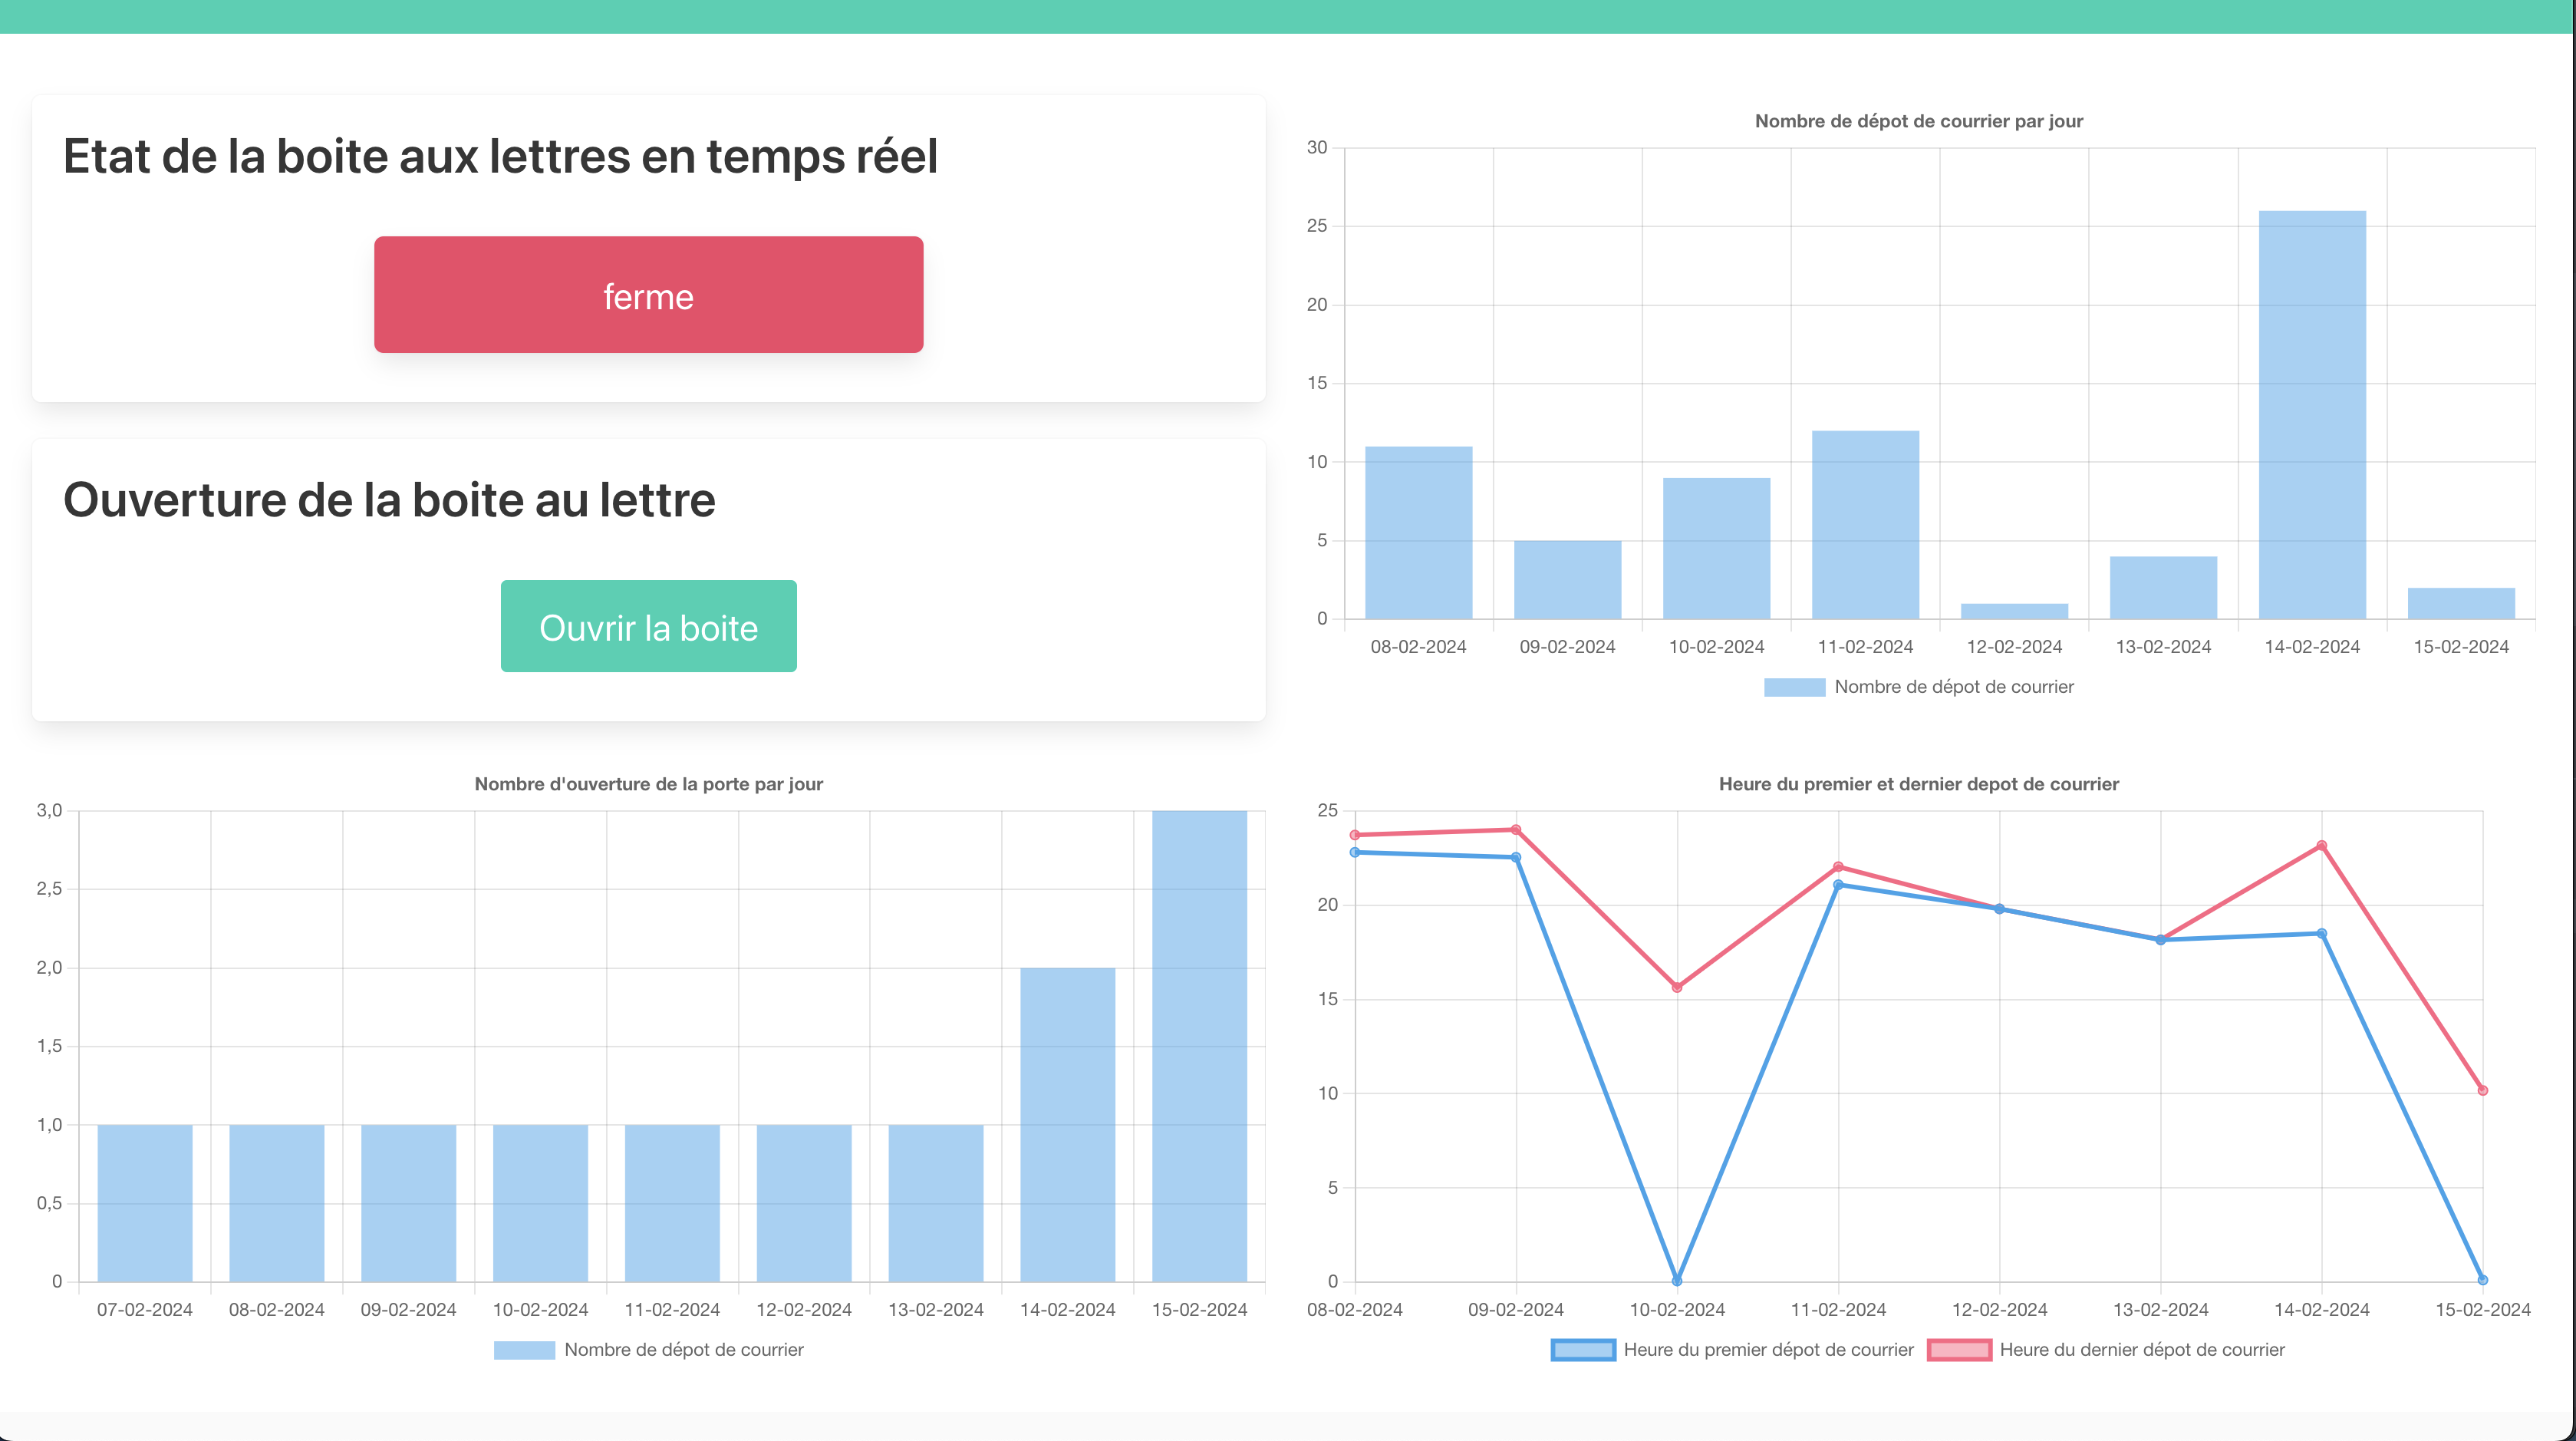 Etat de la boite aux lettres en temps réel
ferme
Ouverture de la boite au lettre
Ouvrir la boite
Nombre de dépot de courrier par jour
30
25
20
15
10
5
0
08-02-2024 09-02-2024 10-02-2024 11-02-2024 12-02-2024 13-02-2024 14-02-2024 15-02-2024
Nombre de dépot de courrier
Nombre d'ouverture de la porte par jour
3,0
2,5
2,0
1,5
1,0
0,5
0
07-02-2024 08-02-2024 09-02-2024 10-02-2024 11-02-2024 12-02-2024 13-02-2024 14-02-2024 15-02-2024
Nombre de dépot de courrier
Heure du premier et dernier depot de courrier
25
20
15
10
5
0
08-02-2024 09-02-2024 10-02-2024 11-02-2024 12-02-2024 13-02-2024 14-02-2024 15-02-2024
Heure du premier dépot de courrier Heure du dernier dépot de courrier